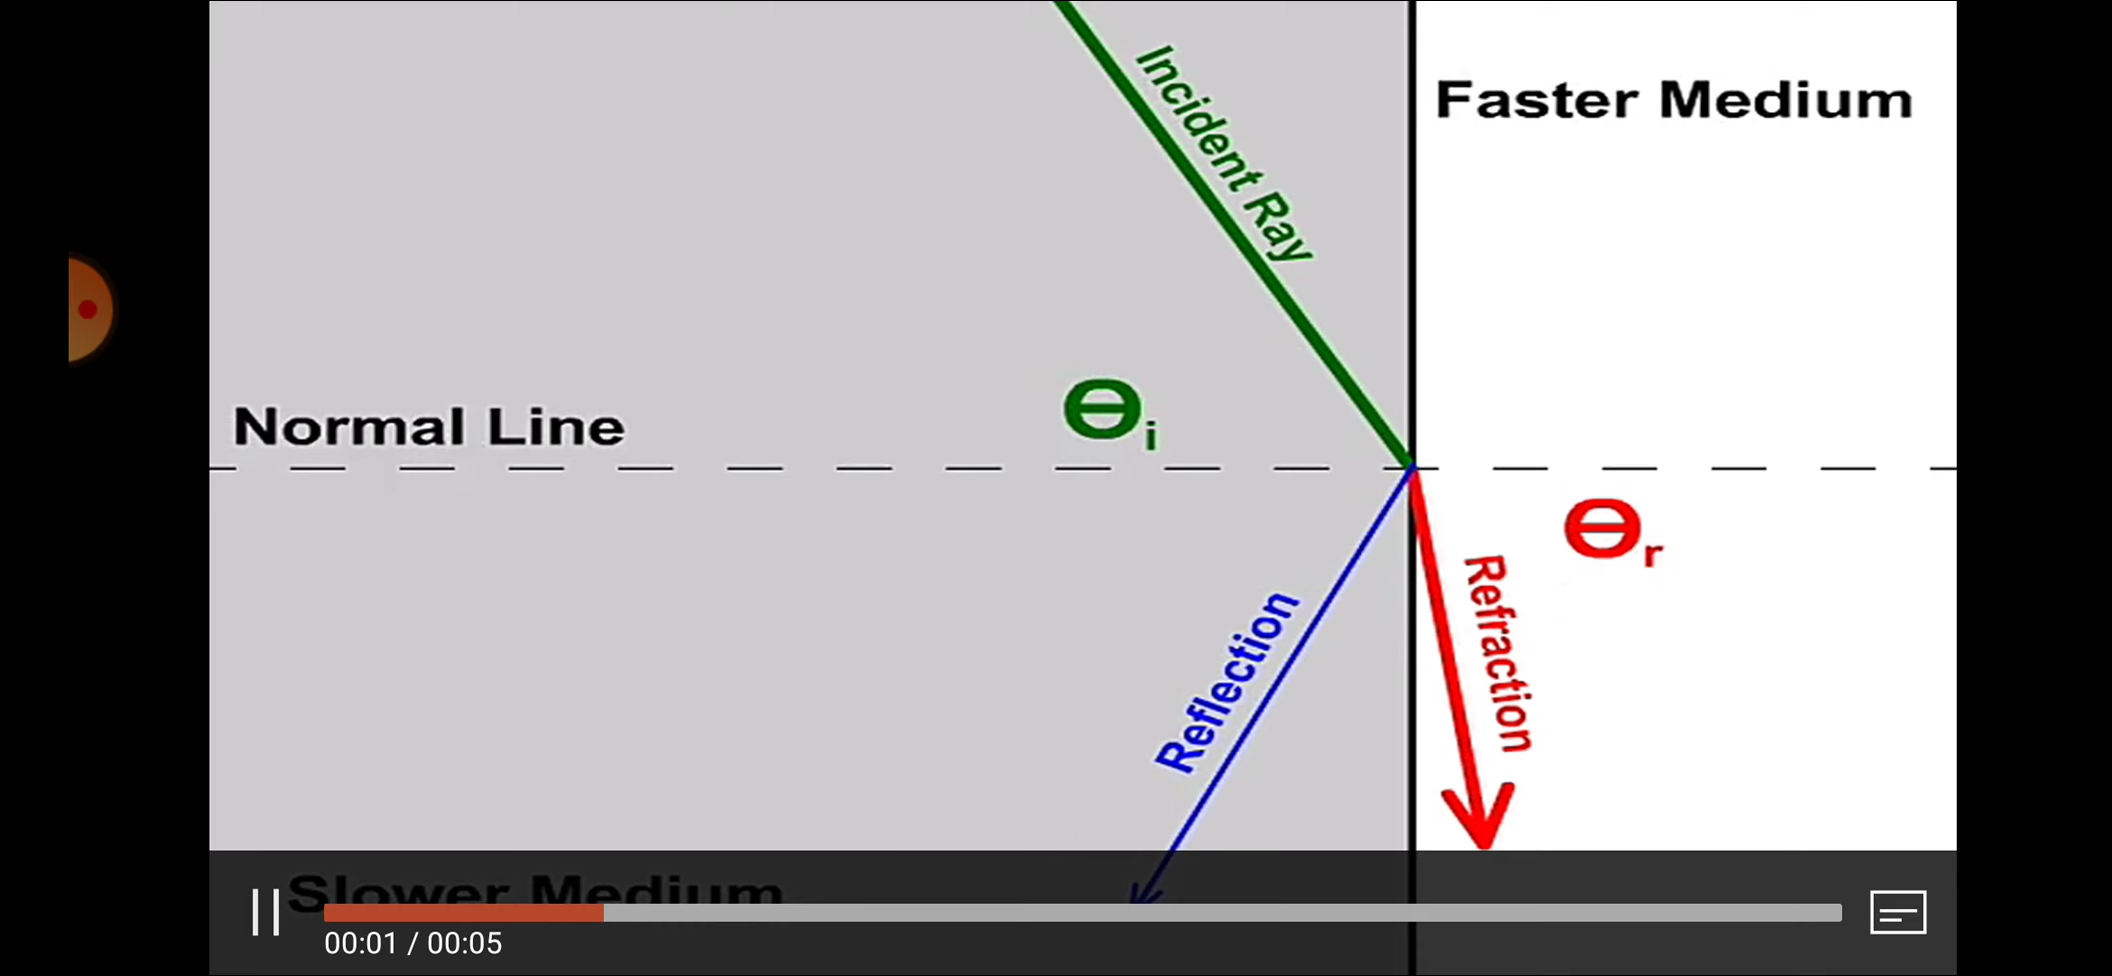 Incident Ray
Faster Medium
Normal Line
Θi
Θr
Refraction
Reflection
Slower Medium
00:01 / 00:05